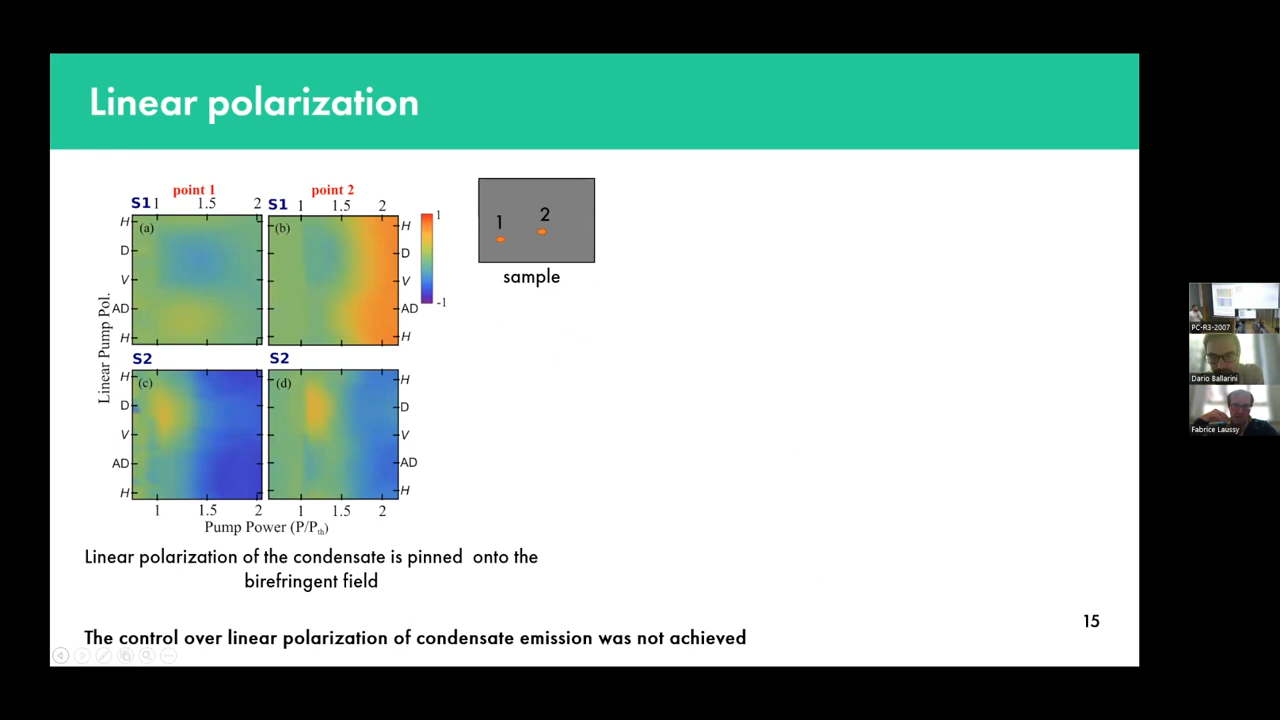 Linear polarization
point 1
point 2
S1 1 1.5 2
S1 1 1.5 2
H
D
V
AD
H
(a)
(b)
H
D
V
AD
H
1
-1
Linear Pump Pol.
S2
S2
H
D
V
AD
H
(c)
(d)
H
D
V
AD
H
1 1.5 2
1 1.5 2
Pump Power (P/Pth)
1
2
sample
Linear polarization of the condensate is pinned onto the
birefringent field
The control over linear polarization of condensate emission was not achieved
15
PC-R3-2007
Dario Ballarini
Fabrice Laussy